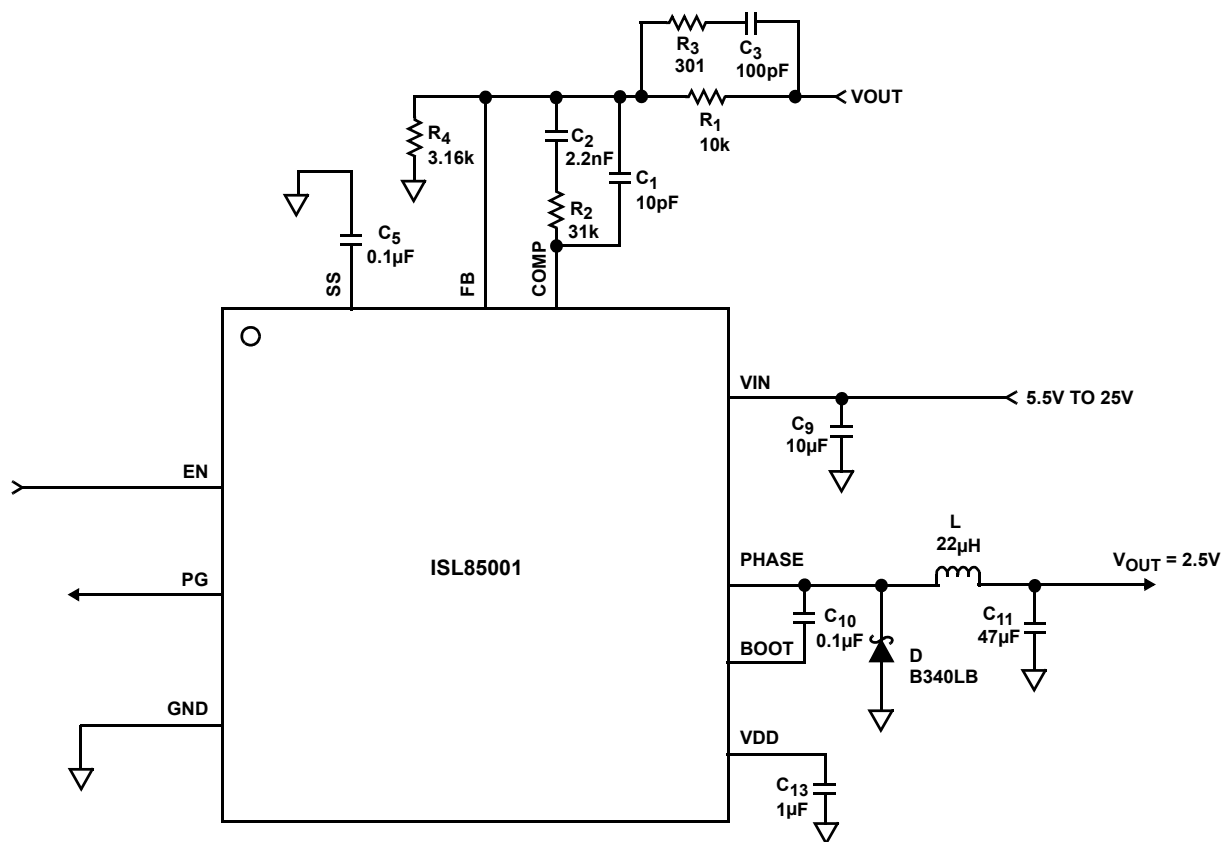 R3
301
C3
100pF
VOUT
R1
10k
R4
3.16k
C2
2.2nF
C1
10pF
R2
31k
C5
0.1µF
SS
FB
COMP
VIN
5.5V TO 25V
C9
10µF
EN
L
22µH
PHASE
VOUT = 2.5V
ISL85001
PG
C10
0.1µF
C11
47µF
BOOT
D
B340LB
GND
VDD
C13
1µF